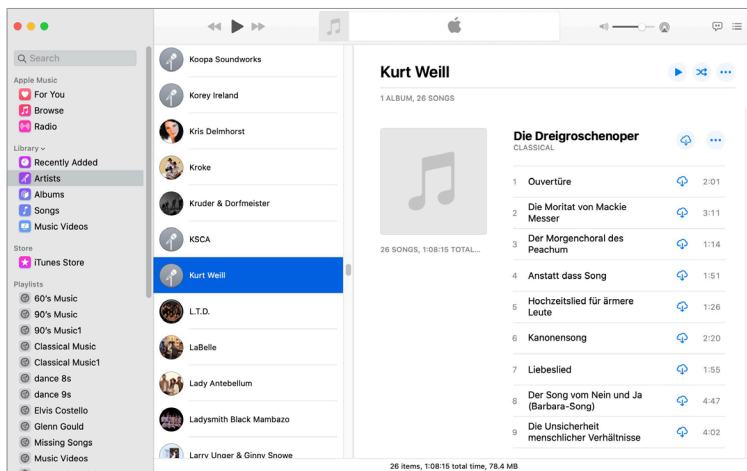 Search
Apple Music
For You
Browse
Radio
Library
Recently Added
Artists
Albums
Songs
Music Videos
Store
iTunes Store
Playlists
60's Music
90's Music
90's Music1
Classical Music
Classical Music1
dance 8s
dance 9s
Elvis Costello
Glenn Gould
Missing Songs
Music Videos
Koopa Soundworks
Korey Ireland
Kris Delmhorst
Kroke
Kruder & Dorfmeister
KSCA
Kurt Weill
L.T.D.
LaBelle
Lady Antebellum
Ladysmith Black Mambazo
Larry Unger & Ginny Snowe
Kurt Weill
1 ALBUM, 26 SONGS
26 SONGS, 1:08:15 TOTAL...
Die Dreigroschenoper
CLASSICAL
1 Ouvertüre 2:01
2 Die Moritat von Mackie
Messer 3:11
3 Der Morgenchoral des
Peachum 1:14
4 Anstatt dass Song 1:51
5 Hochzeitslied für ärmere
Leute 1:26
6 Kanonensong 2:20
7 Liebeslied 1:55
8 Der Song vom Nein und Ja
(Barbara-Song) 4:47
9 Die Unsicherheit
menschlicher Verhältnisse 4:02
26 items, 1:08:15 total time, 78.4 MB